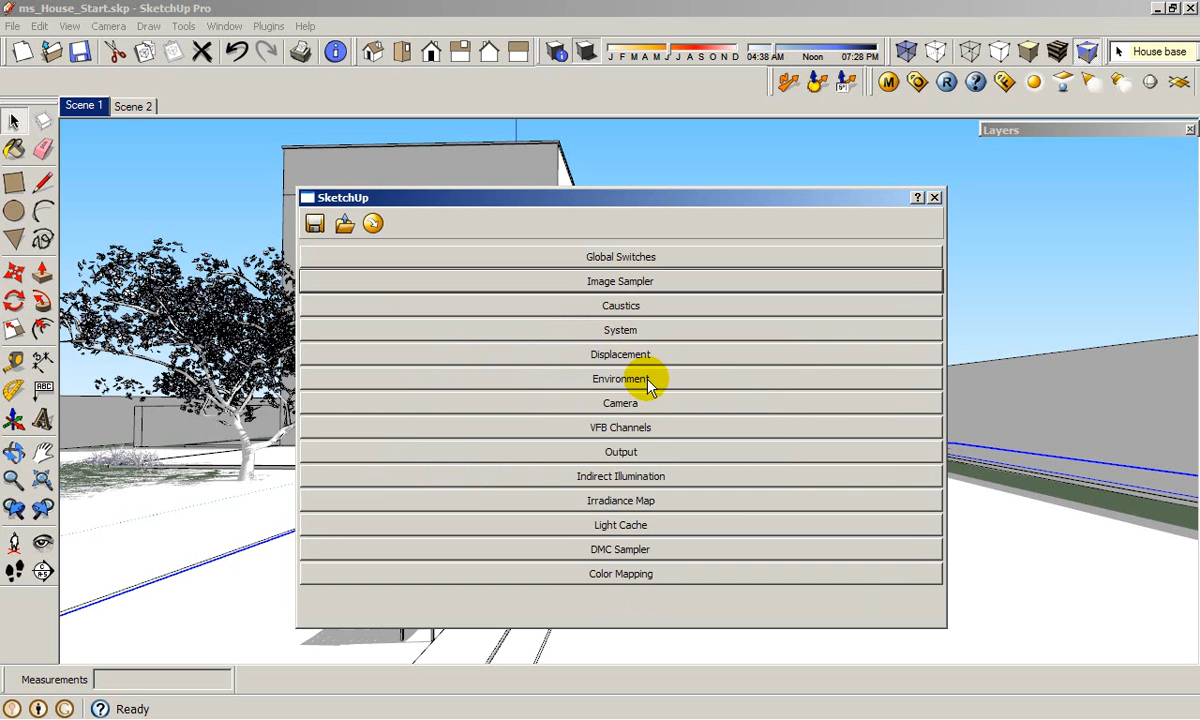 ms_House_Start.skp - SketchUp Pro
File Edit View Camera Draw Tools Window Plugins Help
J F M A M J J A S O N D 04:38 AM Noon 07:28 PM House base
M R ?
Scene 1 Scene 2
Layers
SketchUp
Global Switches
Image Sampler
Caustics
System
Displacement
Environment
Camera
VFB Channels
Output
Indirect Illumination
Irradiance Map
Light Cache
DMC Sampler
Color Mapping
ABC
Measurements
Ready